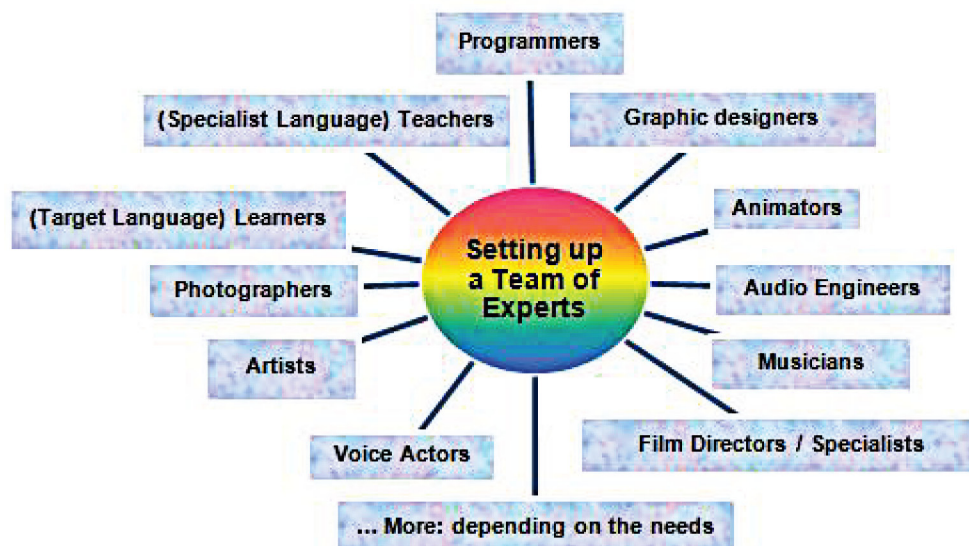 Programmers
(Specialist Language) Teachers
Graphic designers
(Target Language) Learners
Animators
Setting up
a Team of
Experts
Photographers
Audio Engineers
Artists
Musicians
Voice Actors
Film Directors / Specialists
... More: depending on the needs